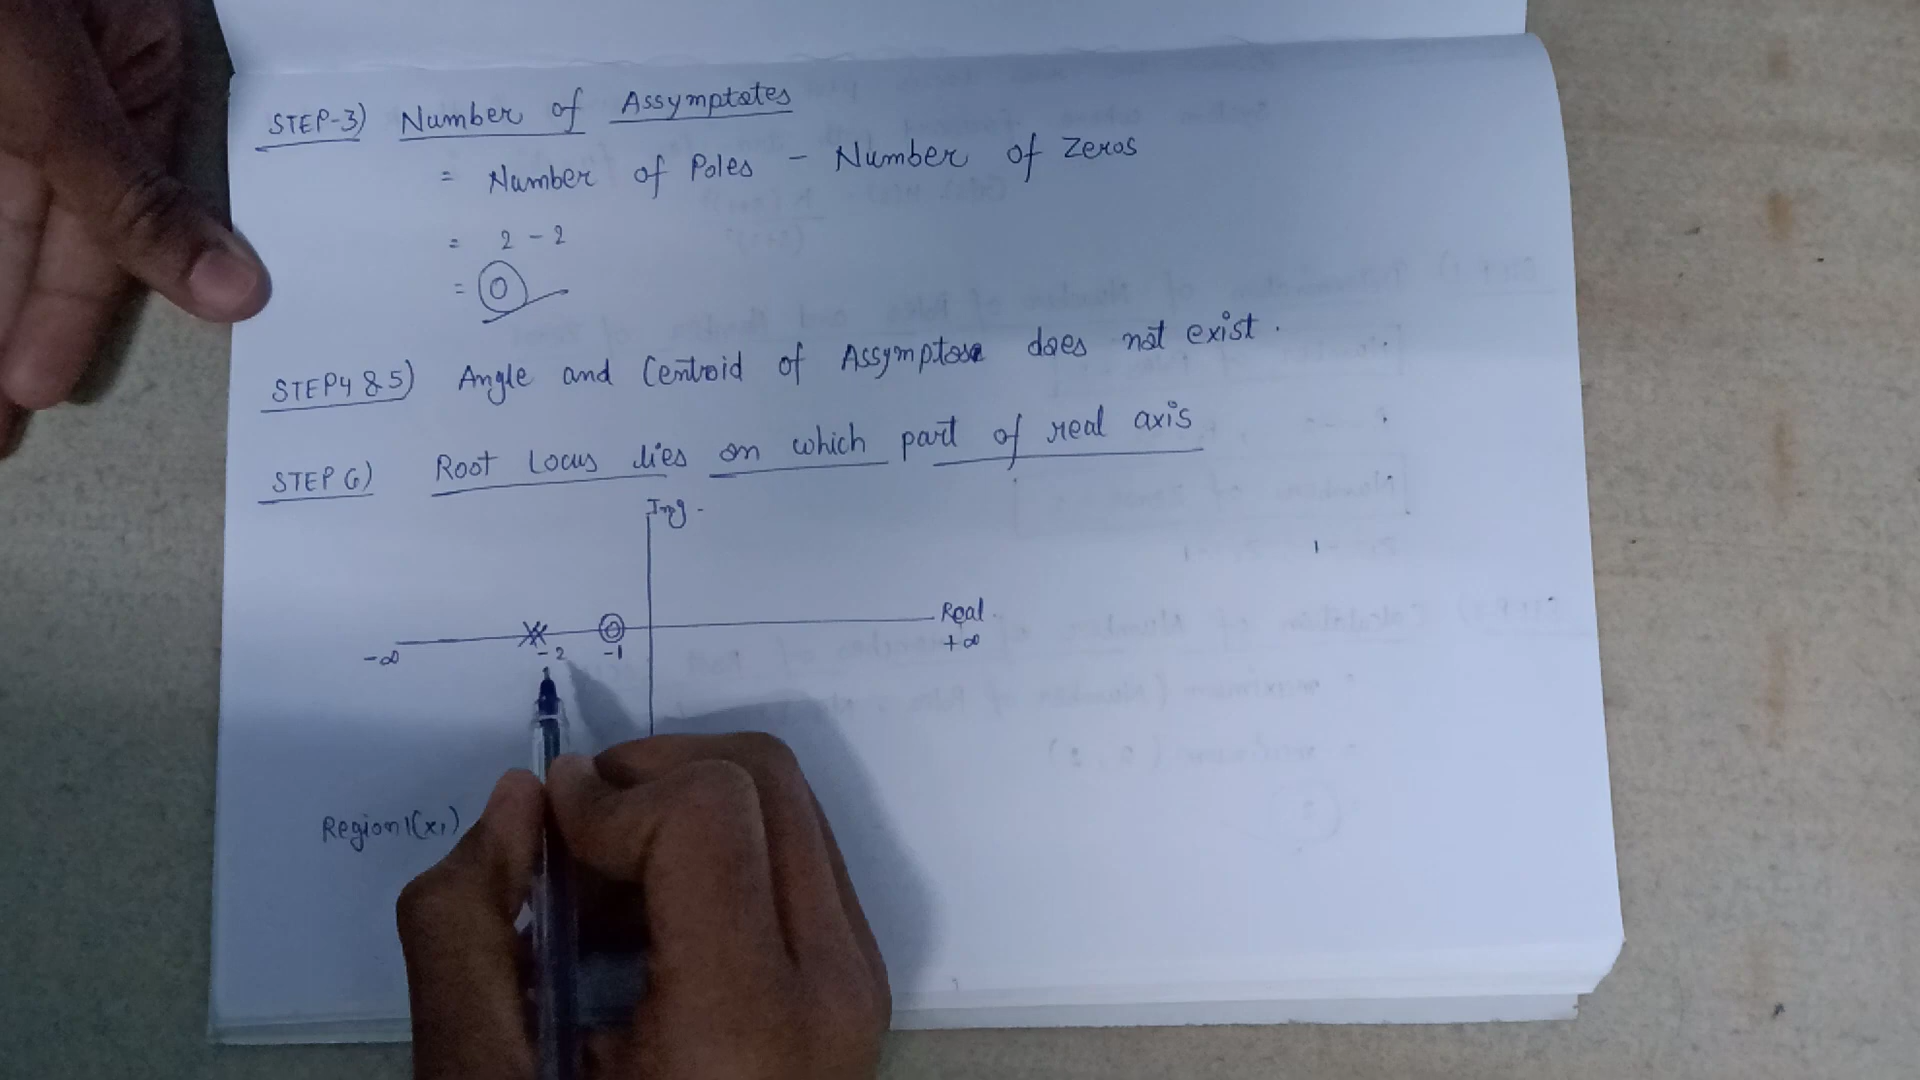 STEP-3) Number of Assymptotes
= Number of Poles - Number of zeros
= 2 - 2
= 0
STEP4 & 5) Angle and Centroid of Assymptose does not exist.
STEP 6) Root Locus lies on which part of real axis
Img.
Real.
-∞ -2 -1 +∞
Region1(x1)